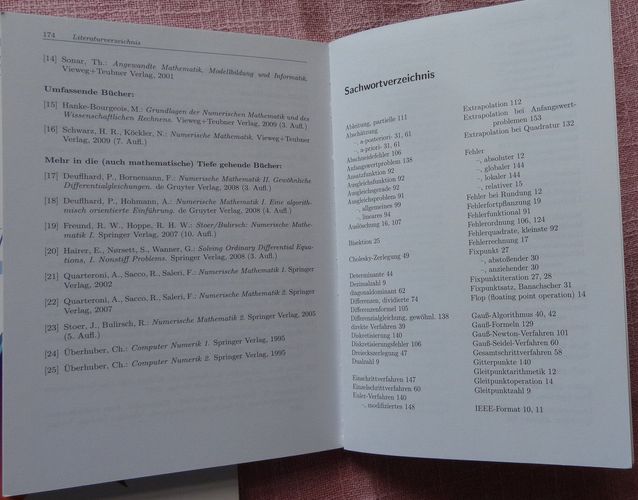 174 Literaturverzeichnis
[14] Sonar, Th.: Angewandte Mathematik, Modellbildung und Informatik.
Vieweg+Teubner Verlag, 2001
Umfassende Bücher:
[15] Hanke-Bourgeois, M.: Grundlagen der Numerischen Mathematik und des
Wissenschaftlichen Rechnens. Vieweg+Teubner Verlag, 2009 (3. Aufl.)
[16] Schwarz, H. R., Köckler, N.: Numerische Mathematik. Vieweg+Teubner
Verlag, 2009 (7. Aufl.)
Mehr in die (auch mathematische) Tiefe gehende Bücher:
[17] Deuflhard, P., Bornemann, F.: Numerische Mathematik II. Gewöhnliche
Differentialgleichungen. de Gruyter Verlag, 2008 (3. Aufl.)
[18] Deuflhard, P., Hohmann, A.: Numerische Mathematik I. Eine algorith-
misch orientierte Einführung. de Gruyter Verlag, 2008 (4. Aufl.)
[19] Freund, R. W., Hoppe, R. H. W.: Stoer/Bulirsch: Numerische Mathe-
matik 1. Springer Verlag, 2007 (10. Aufl.)
[20] Hairer, E., Nørsett, S., Wanner, G.: Solving Ordinary Differential Equa-
tions, I. Nonstiff Problems. Springer Verlag, 2008 (3. Aufl.)
[21] Quarteroni, A., Sacco, R., Saleri, F.: Numerische Mathematik 1. Springer
Verlag, 2002
[22] Quarteroni, A., Sacco, R., Saleri, F.: Numerische Mathematik 2. Springer
Verlag, 2002
[23] Stoer, J., Bulirsch, R.: Numerische Mathematik 2. Springer Verlag, 2005
(5. Aufl.)
[24] Überhuber, Ch.: Computer Numerik 1. Springer Verlag, 1995
[25] Überhuber, Ch.: Computer Numerik 2. Springer Verlag, 1995
Sachwortverzeichnis
Ableitung, partielle 111
Abschätzung
–, a-posteriori- 31, 61
–, a-priori- 31, 61
Abschneidefehler 106
Anfangswertproblem 138
Ansatzfunktion 92
Ausgleichsfunktion 92
Ausgleichsgerade 92
Ausgleichsproblem 91
–, allgemeines 99
–, lineares 94
Auslöschung 16, 107
Bisektion 25
Cholesky-Zerlegung 49
Determinante 44
Dezimalzahl 9
diagonaldominant 62
Differenzen, dividierte 74
Differenzenformel 105
Differenzialgleichung, gewöhnl. 138
direkte Verfahren 39
Diskretisierung 140
Diskretisierungsfehler 106
Dreieckszerlegung 47
Dualzahl 9
Einschrittverfahren 147
Einzelschrittverfahren 60
Euler-Verfahren 140
–, modifiziertes 148
Extrapolation 112
Extrapolation bei Anfangswert-
problemen 153
Extrapolation bei Quadratur 132
Fehler
–, absoluter 12
–, globaler 144
–, lokaler 144
–, relativer 15
Fehler bei Rundung 12
Fehlerfortpflanzung 19
Fehlerfunktional 91
Fehlerordnung 106, 124
Fehlerquadrate, kleinste 92
Fehlerrechnung 17
Fixpunkt 27
–, abstoßender 30
–, anziehender 30
Fixpunktiteration 27, 28
Fixpunktsatz, Banachscher 31
Flop (floating point operation) 14
Gauß-Algorithmus 40, 42
Gauß-Formeln 129
Gauß-Newton-Verfahren 101
Gauß-Seidel-Verfahren 60
Gesamtschrittverfahren 58
Gitterpunkte 140
Gleitpunktarithmetik 12
Gleitpunktoperation 14
Gleitpunktzahl 9
IEEE-Format 10, 11